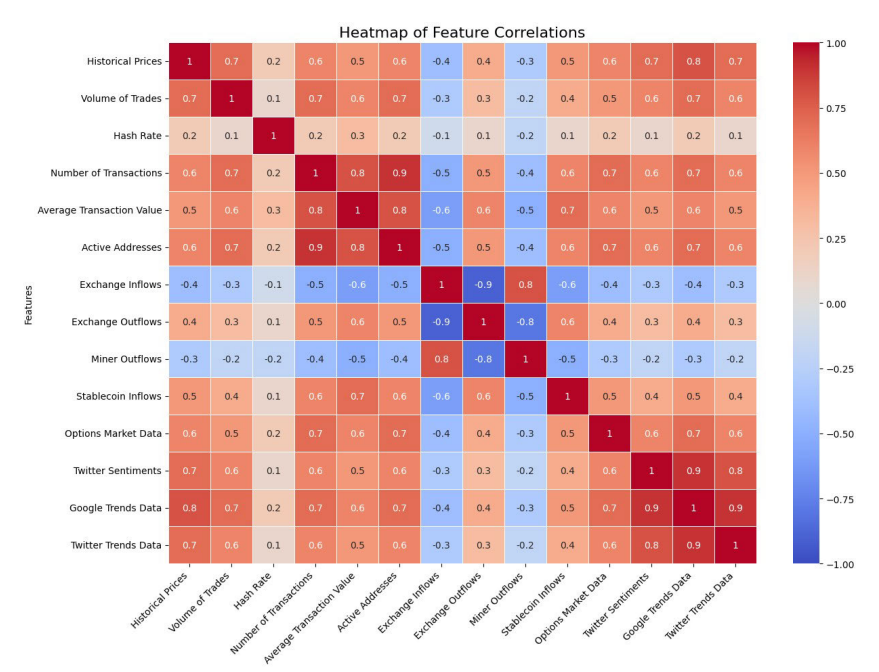 Heatmap of Feature Correlations
Historical Prices 1 0.7 0.2 0.6 0.5 0.6 -0.4 0.4 -0.3 0.5 0.6 0.7 0.8 0.7
Volume of Trades 0.7 1 0.1 0.7 0.6 0.7 -0.3 0.3 -0.2 0.4 0.5 0.6 0.7 0.6
Hash Rate 0.2 0.1 1 0.2 0.3 0.2 -0.1 0.1 -0.2 0.1 0.2 0.1 0.2 0.1
Number of Transactions 0.6 0.7 0.2 1 0.8 0.9 -0.5 0.5 -0.4 0.6 0.7 0.6 0.7 0.6
Average Transaction Value 0.5 0.6 0.3 0.8 1 0.8 -0.6 0.6 -0.5 0.7 0.6 0.5 0.6 0.5
Active Addresses 0.6 0.7 0.2 0.9 0.8 1 -0.5 0.5 -0.4 0.6 0.7 0.6 0.7 0.6
Exchange Inflows -0.4 -0.3 -0.1 -0.5 -0.6 -0.5 1 -0.9 0.8 -0.6 -0.4 -0.3 -0.4 -0.3
Exchange Outflows 0.4 0.3 0.1 0.5 0.6 0.5 -0.9 1 -0.8 0.6 0.4 0.3 0.4 0.3
Miner Outflows -0.3 -0.2 -0.2 -0.4 -0.5 -0.4 0.8 -0.8 1 -0.5 -0.3 -0.2 -0.3 -0.2
Stablecoin Inflows 0.5 0.4 0.1 0.6 0.7 0.6 -0.6 0.6 -0.5 1 0.5 0.4 0.5 0.4
Options Market Data 0.6 0.5 0.2 0.7 0.6 0.7 -0.4 0.4 -0.3 0.5 1 0.6 0.7 0.6
Twitter Sentiments 0.7 0.6 0.1 0.6 0.5 0.6 -0.3 0.3 -0.2 0.4 0.6 1 0.9 0.8
Google Trends Data 0.8 0.7 0.2 0.7 0.6 0.7 -0.4 0.4 -0.3 0.5 0.7 0.9 1 0.9
Twitter Trends Data 0.7 0.6 0.1 0.6 0.5 0.6 -0.3 0.3 -0.2 0.4 0.6 0.8 0.9 1
Features
Historical Prices
Volume of Trades
Hash Rate
Number of Transactions
Average Transaction Value
Active Addresses
Exchange Inflows
Exchange Outflows
Miner Outflows
Stablecoin Inflows
Options Market Data
Twitter Sentiments
Google Trends Data
Twitter Trends Data
1.00
0.75
0.50
0.25
0.00
−0.25
−0.50
−0.75
−1.00